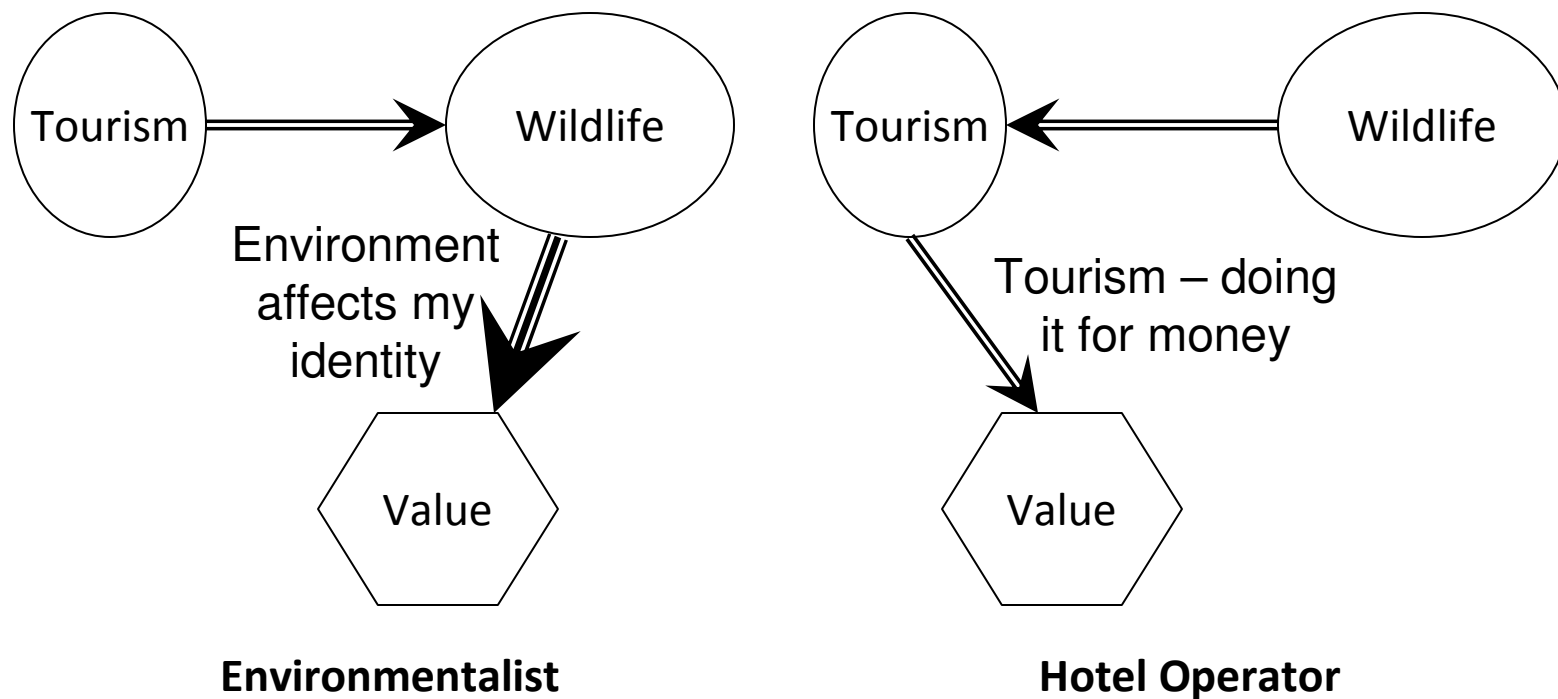 Tourism
Wildlife
Environment
affects my
identity
Value
Environmentalist
Tourism
Wildlife
Tourism – doing
it for money
Value
Hotel Operator